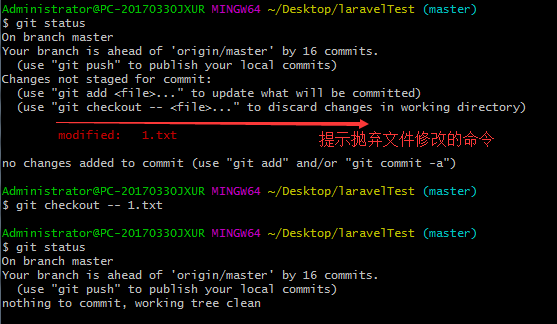 Administrator@PC-20170330JXUR MINGW64 ~/Desktop/laravelTest (master)
$ git status
On branch master
Your branch is ahead of 'origin/master' by 16 commits.
  (use "git push" to publish your local commits)
Changes not staged for commit:
  (use "git add <file>..." to update what will be committed)
  (use "git checkout -- <file>..." to discard changes in working directory)
modified:   1.txt
提示抛弃文件修改的命令
no changes added to commit (use "git add" and/or "git commit -a")
Administrator@PC-20170330JXUR MINGW64 ~/Desktop/laravelTest (master)
$ git checkout -- 1.txt
Administrator@PC-20170330JXUR MINGW64 ~/Desktop/laravelTest (master)
$ git status
On branch master
Your branch is ahead of 'origin/master' by 16 commits.
  (use "git push" to publish your local commits)
nothing to commit, working tree clean